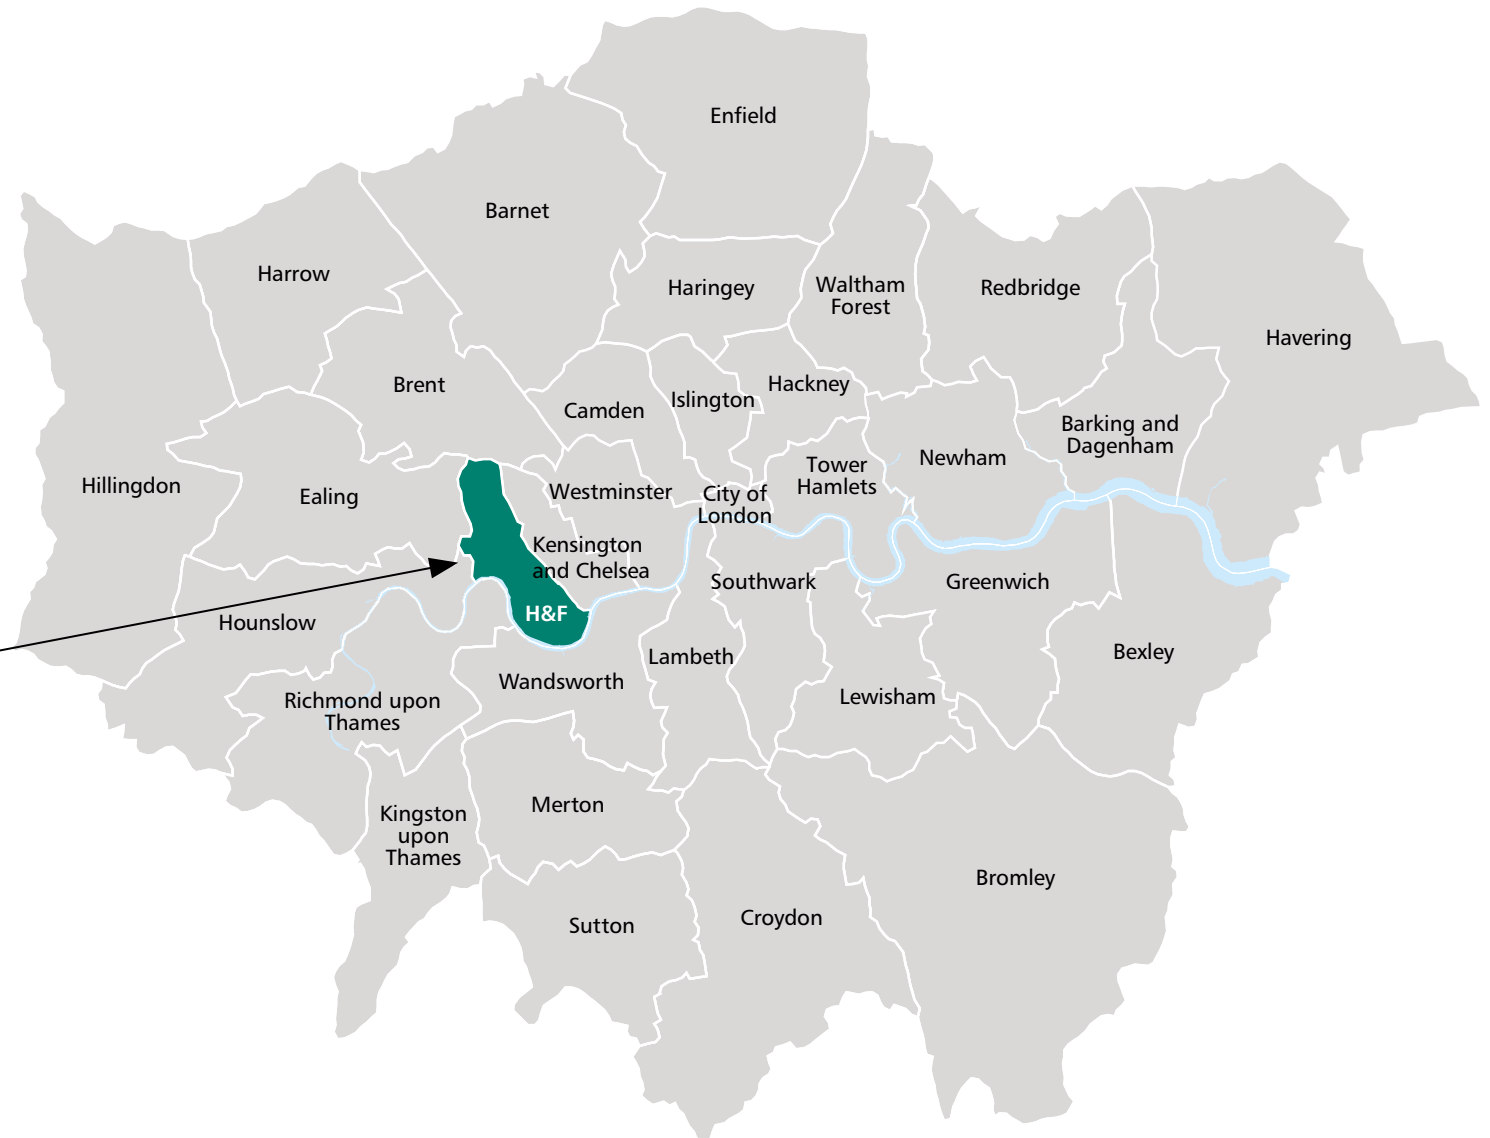 Enfield
Barnet
Harrow
Haringey
Waltham
Forest
Redbridge
Havering
Brent
Camden
Islington
Hackney
Barking and
Dagenham
Hillingdon
Ealing
Westminster
City of
London
Tower
Hamlets
Newham
Kensington
and Chelsea
H&F
Southwark
Greenwich
Hounslow
Bexley
Richmond upon
Thames
Wandsworth
Lambeth
Lewisham
Kingston
upon
Thames
Merton
Bromley
Sutton
Croydon